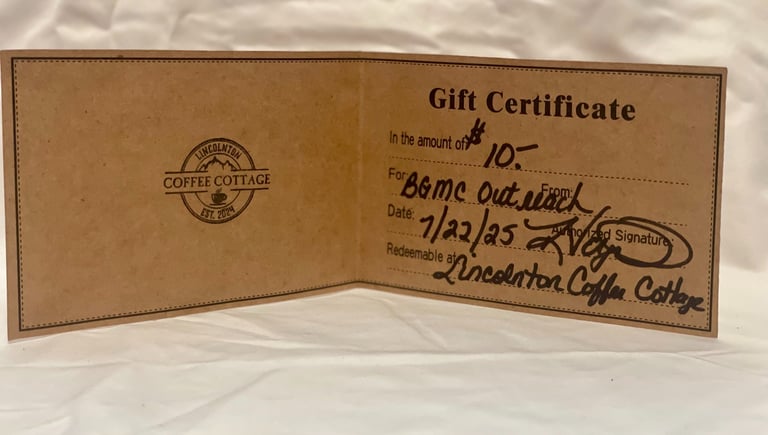 LINCOLNTON
COFFEE COTTAGE
EST. 2024
Gift Certificate
In the amount of: $ 10.-
For: BGMC Outreach From:
Date: 7/22/25 Authorized Signature:
Redeemable at: Lincolnton Coffee Cottage